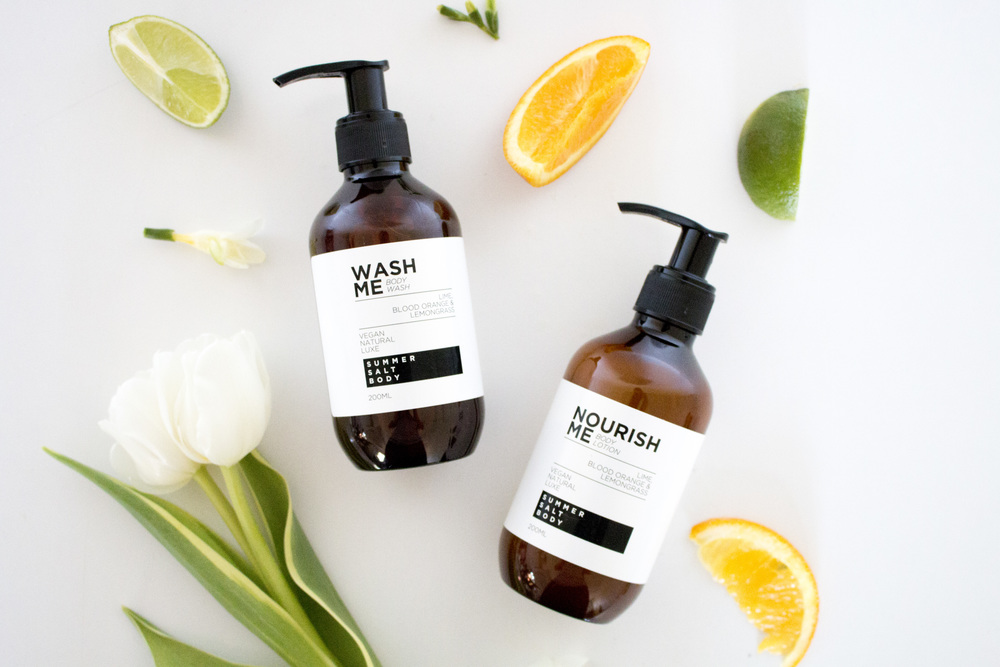 WASH
ME BODY
WASH
LIME,
BLOOD ORANGE &
LEMONGRASS
VEGAN
NATURAL
LUXE
SUMMER
SALT
BODY
200ML
NOURISH
ME BODY
LOTION
LIME,
BLOOD ORANGE &
LEMONGRASS
VEGAN
NATURAL
LUXE
SUMMER
SALT
BODY
200ML